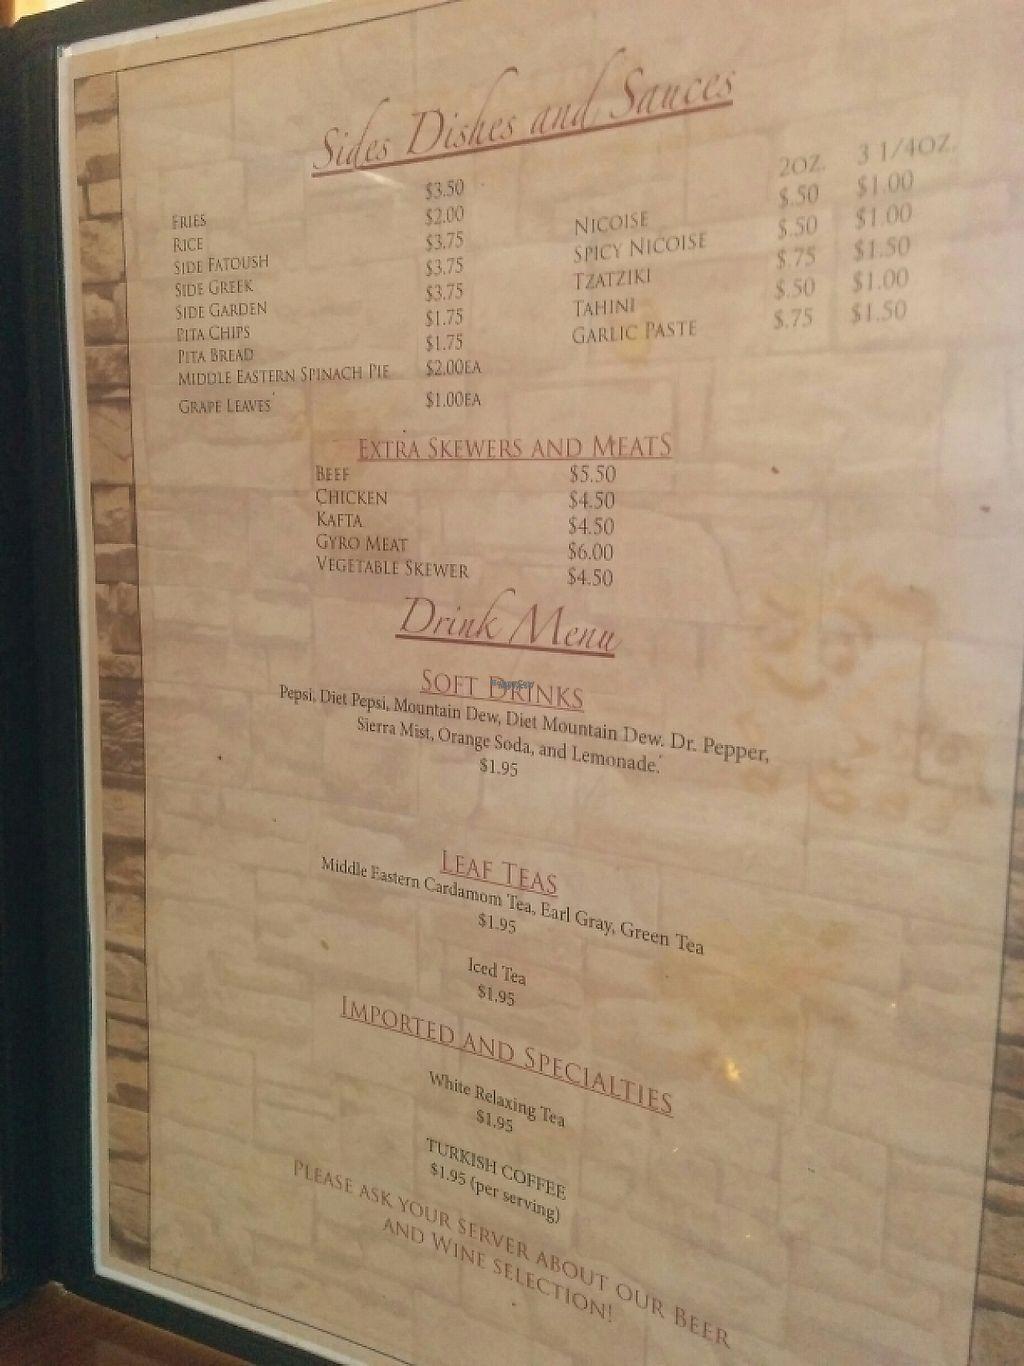 Sides Dishes and Sauces
2OZ. 3 1/4OZ.
FRIES $3.50
RICE $2.00
SIDE FATOUSH $3.75
SIDE GREEK $3.75
SIDE GARDEN $3.75
PITA CHIPS $1.75
PITA BREAD $1.75
MIDDLE EASTERN SPINACH PIE $2.00EA
GRAPE LEAVES $1.00EA
NICOISE $.50 $1.00
SPICY NICOISE $.50 $1.00
TZATZIKI $.75 $1.50
TAHINI $.50 $1.00
GARLIC PASTE $.75 $1.50
EXTRA SKEWERS AND MEATS
BEEF $5.50
CHICKEN $4.50
KAFTA $4.50
GYRO MEAT $6.00
VEGETABLE SKEWER $4.50
Drink Menu
SOFT DRINKS
Pepsi, Diet Pepsi, Mountain Dew, Diet Mountain Dew. Dr. Pepper,
Sierra Mist, Orange Soda, and Lemonade.
$1.95
LEAF TEAS
Middle Eastern Cardamom Tea, Earl Gray, Green Tea
$1.95
Iced Tea
$1.95
IMPORTED AND SPECIALTIES
White Relaxing Tea
$1.95
TURKISH COFFEE
$1.95 (per serving)
PLEASE ASK YOUR SERVER ABOUT OUR BEER
AND WINE SELECTION!